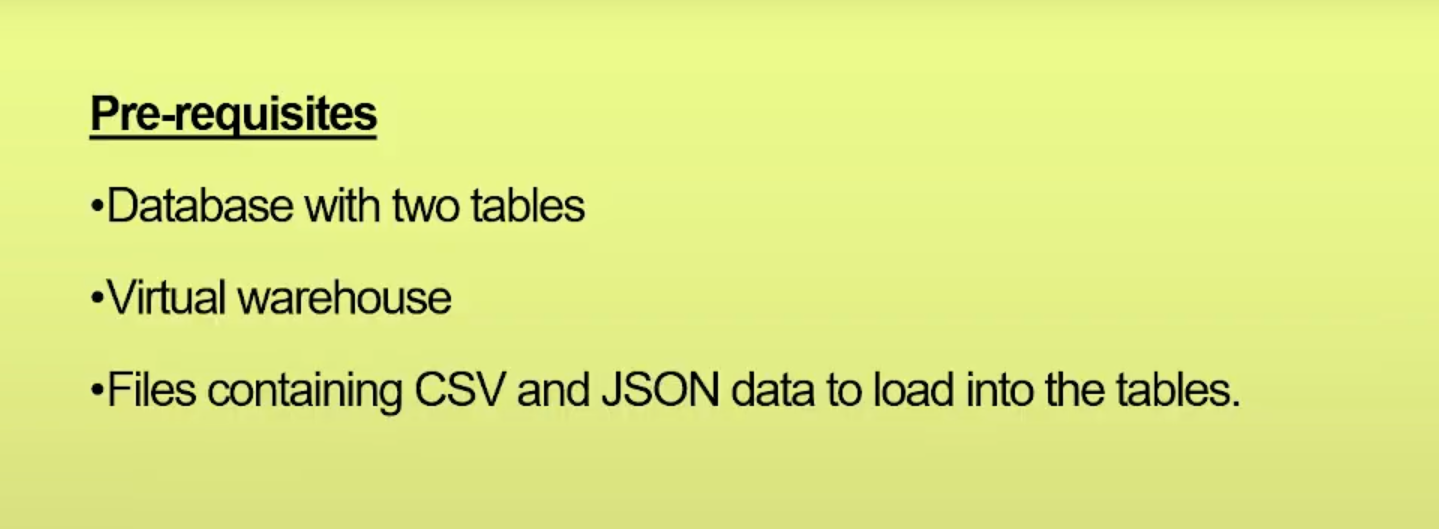 Pre-requisites
•Database with two tables
•Virtual warehouse
•Files containing CSV and JSON data to load into the tables.